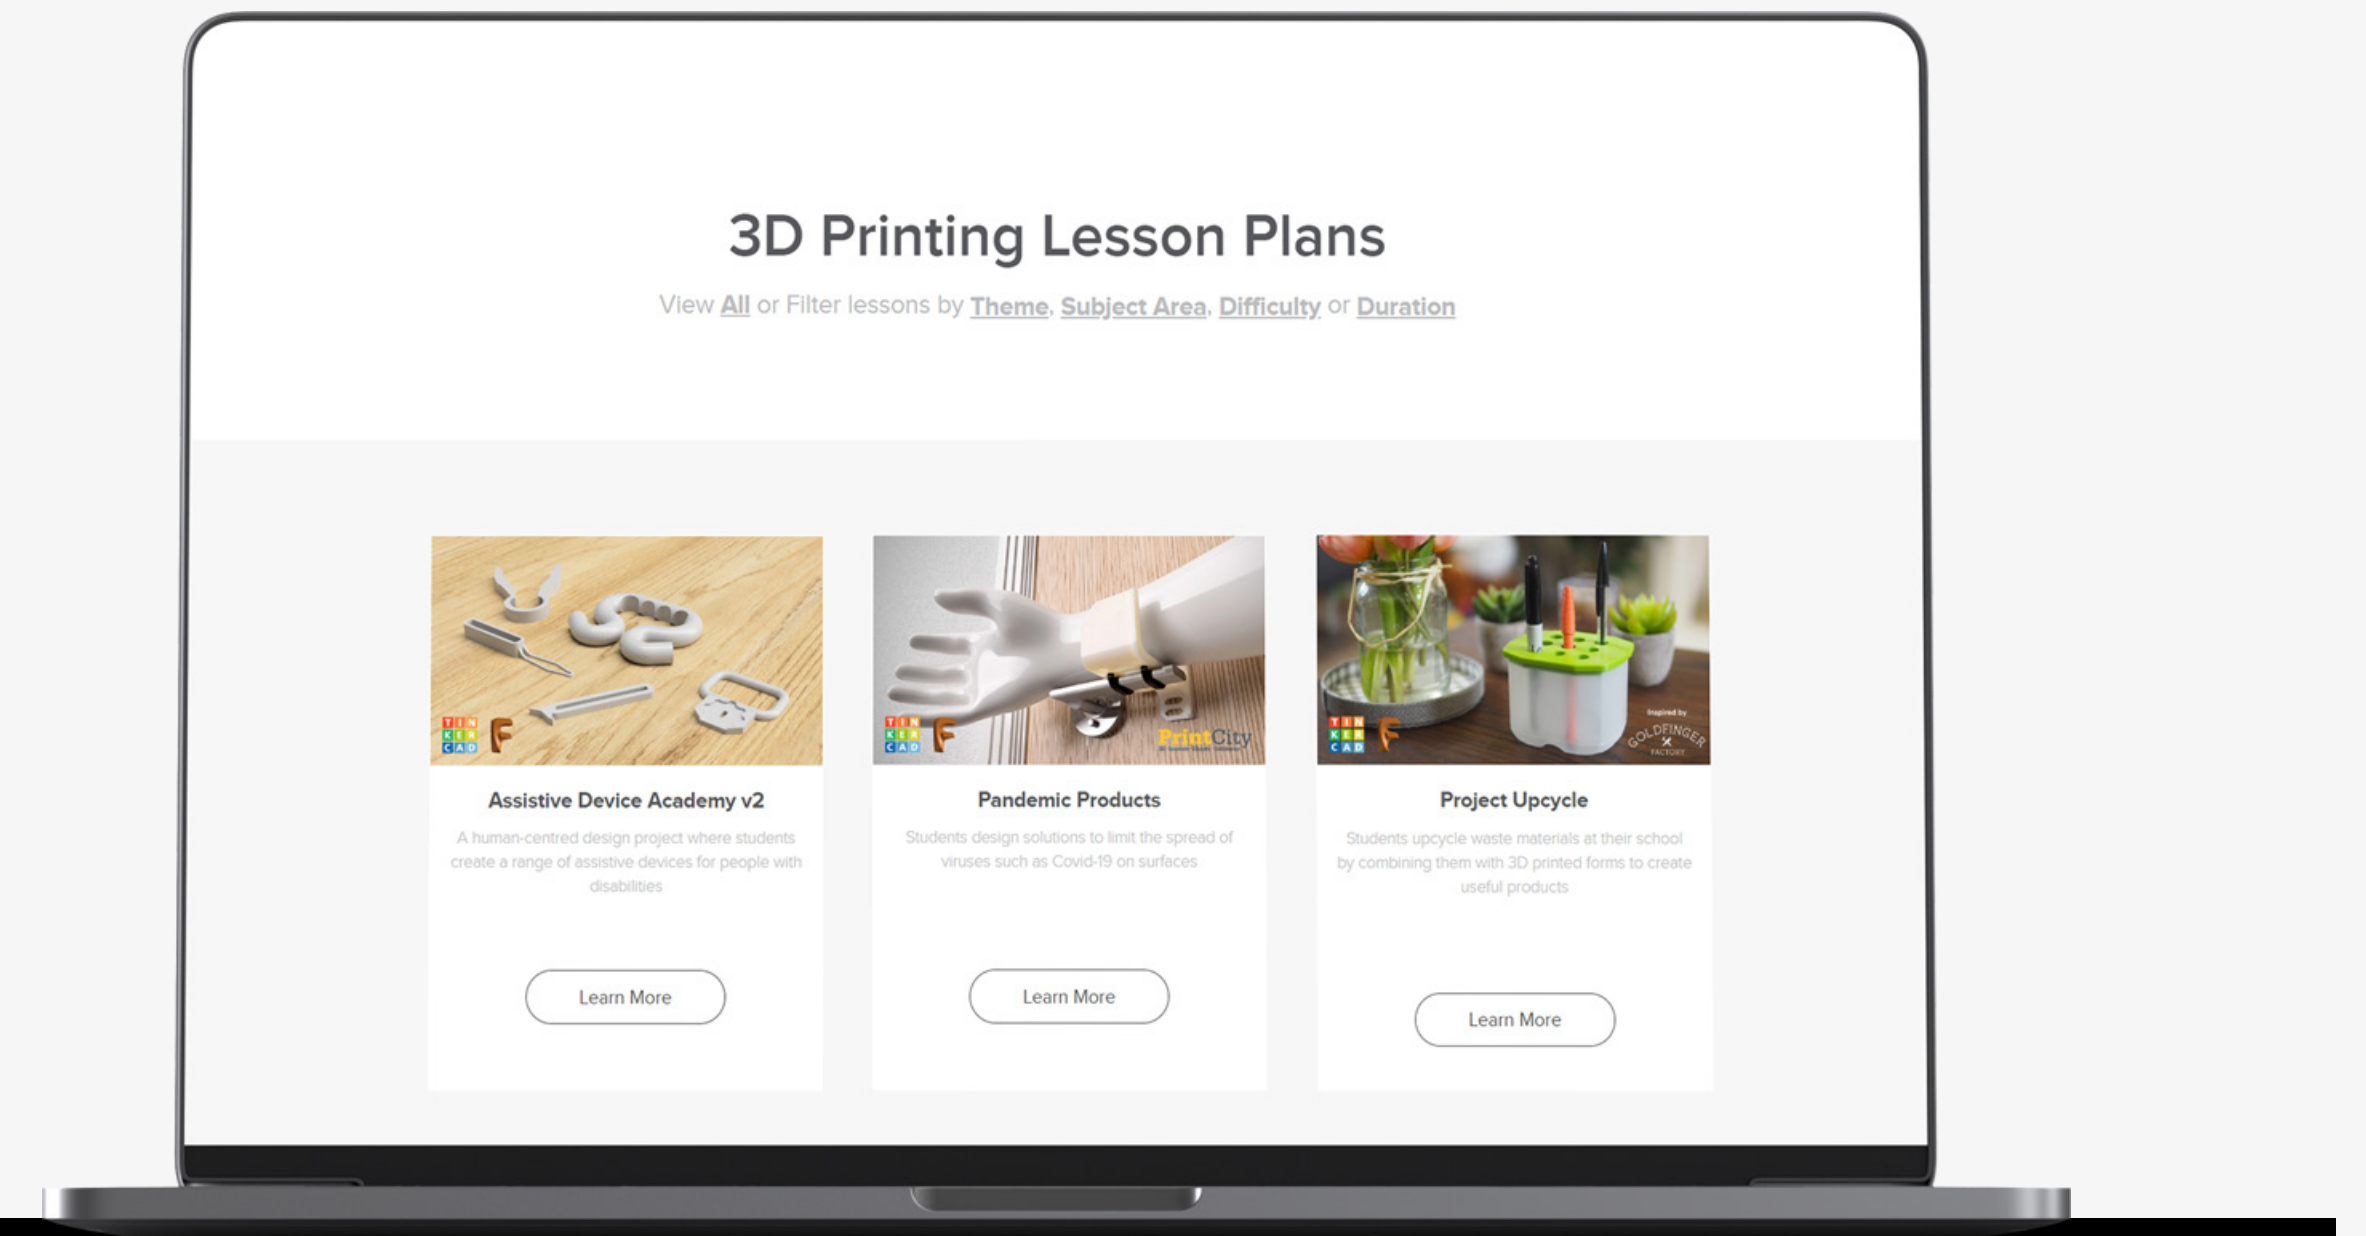 3D Printing Lesson Plans
View All or Filter lessons by Theme, Subject Area, Difficulty or Duration
TIN
KER
CAD
TIN
KER
CAD
PrintCity
TIN
KER
CAD
Inspired by
GOLDFINGER
FACTORY
Assistive Device Academy v2
A human-centred design project where students
create a range of assistive devices for people with
disabilities
Learn More
Pandemic Products
Students design solutions to limit the spread of
viruses such as Covid-19 on surfaces
Learn More
Project Upcycle
Students upcycle waste materials at their school
by combining them with 3D printed forms to create
useful products
Learn More